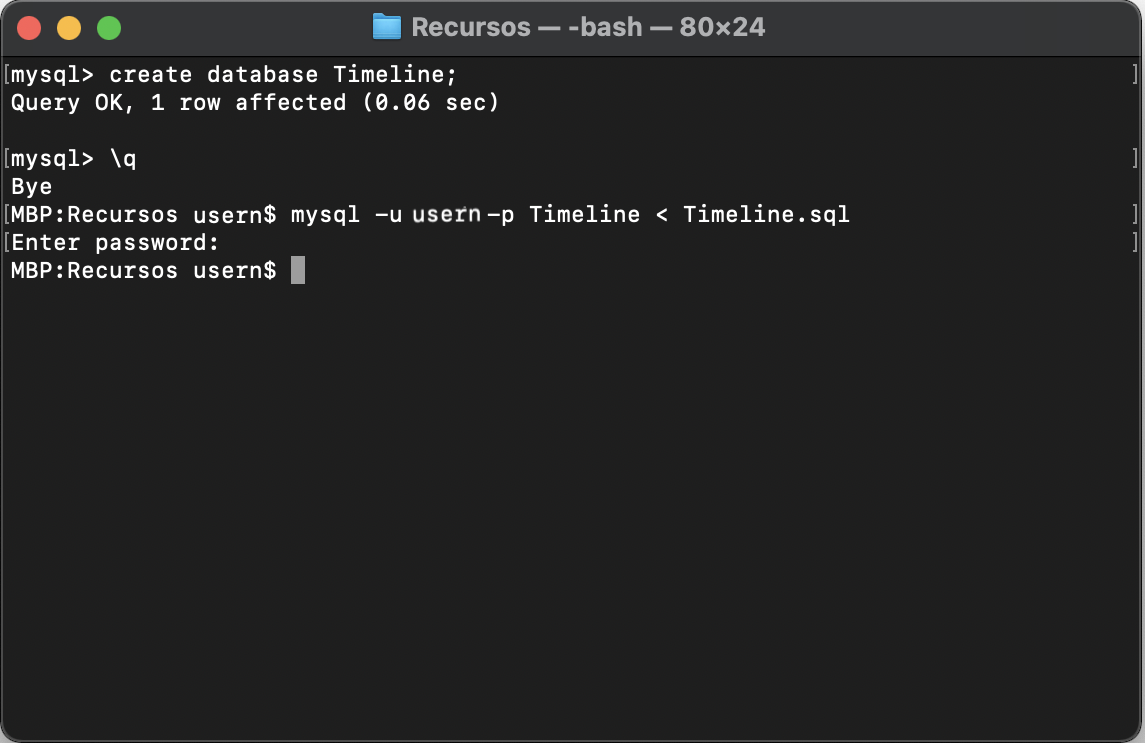 Recursos — -bash — 80×24
[mysql> create database Timeline; ]
Query OK, 1 row affected (0.06 sec)
[mysql> \q ]
Bye
[MBP:Recursos usern$ mysql -u usern -p Timeline < Timeline.sql ]
[Enter password: ]
MBP:Recursos usern$